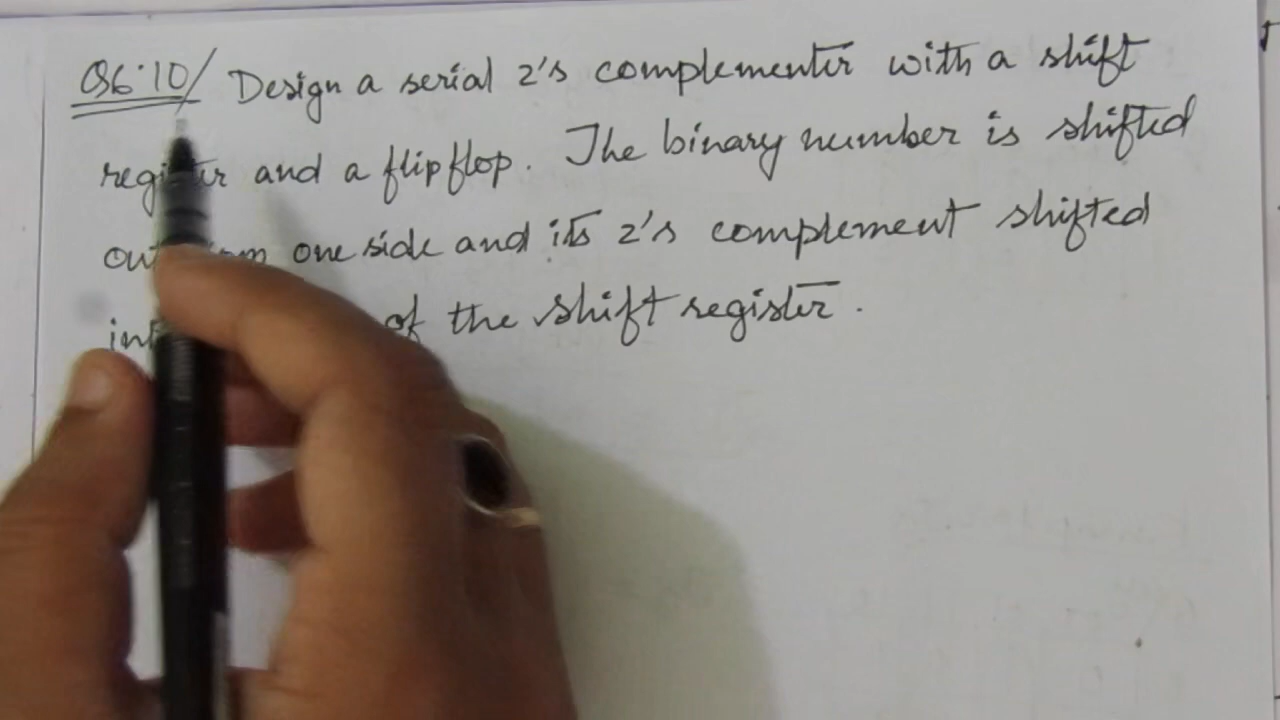 Q6.10/ Design a serial 2's complementer with a shift
and a flipflop. The binary number is shifted
one side and its 2's complement shifted
of the shift register.